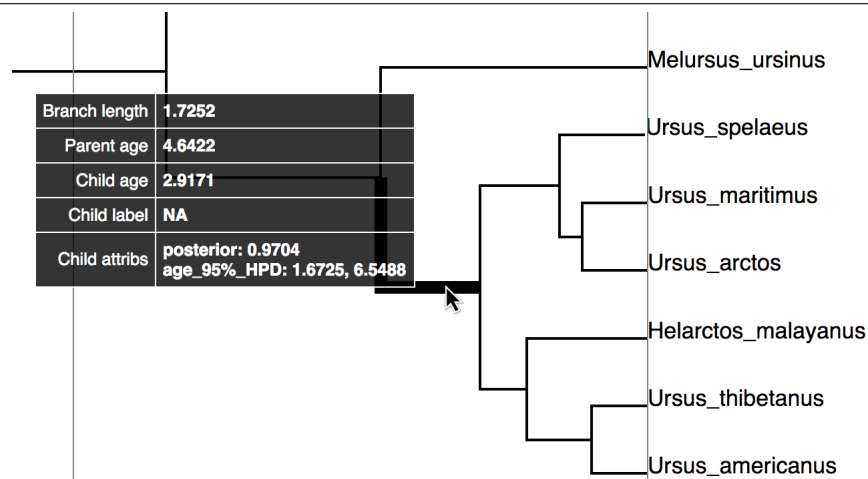 Melursus_ursinus
Branch length 1.7252
Parent age 4.6422
Child age 2.9171
Child label NA
Child attribs posterior: 0.9704
age_95%_HPD: 1.6725, 6.5488
Ursus_spelaeus
Ursus_maritimus
Ursus_arctos
Helarctos_malayanus
Ursus_thibetanus
Ursus_americanus